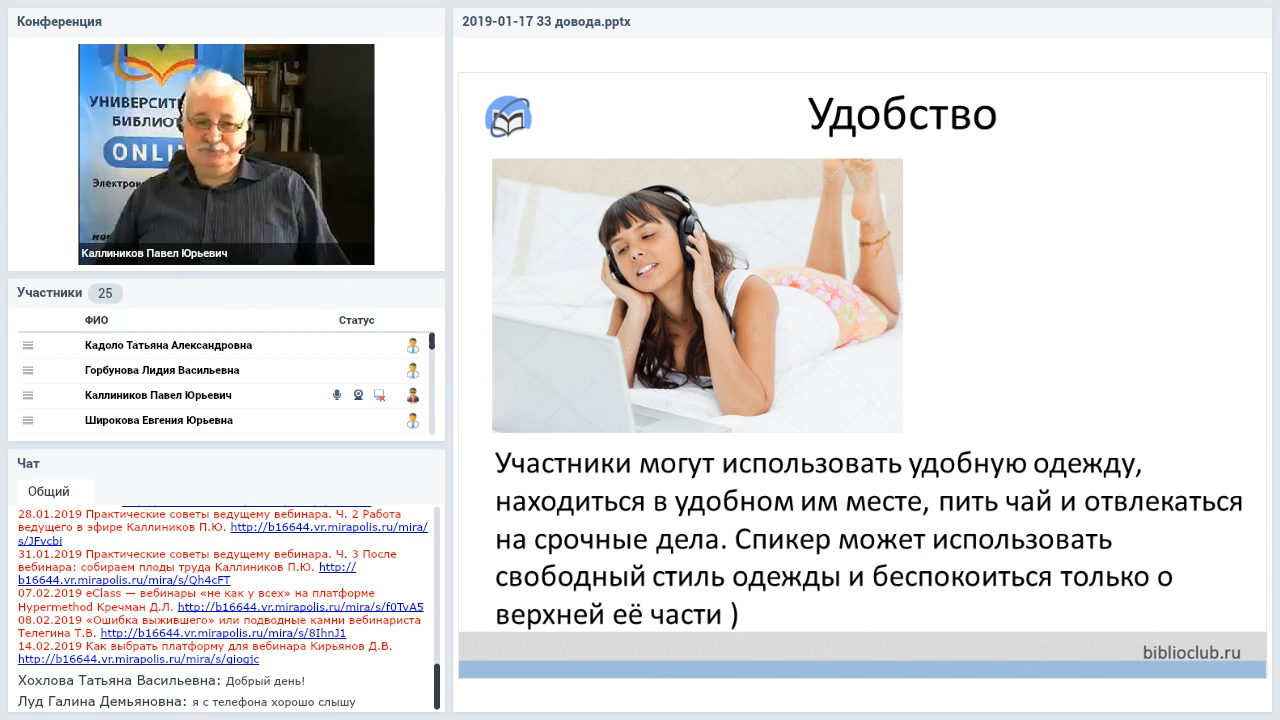 Конференция
УНИВЕРСИТ
БИБЛИОТ
ONLIN
Каллиников Павел Юрьевич
Участники 25
ФИО Статус
Кадоло Татьяна Александровна
Горбунова Лидия Васильевна
Каллиников Павел Юрьевич
Широкова Евгения Юрьевна
Чат
Общий
28.01.2019 Практические советы ведущему вебинара. Ч. 2 Работа
ведущего в эфире Каллиников П.Ю. http://b16644.vr.mirapolis.ru/mira/
s/JFvcbi
31.01.2019 Практические советы ведущему вебинара. Ч. 3 После
вебинара: собираем плоды труда Каллиников П.Ю. http://
b16644.vr.mirapolis.ru/mira/s/Qh4cFT
07.02.2019 eClass — вебинары «не как у всех» на платформе
Hypermethod Кречман Д.Л. http://b16644.vr.mirapolis.ru/mira/s/f0TvA5
08.02.2019 «Ошибка выжившего» или подводные камни вебинариста
Телегина Т.В. http://b16644.vr.mirapolis.ru/mira/s/8IhnJ1
14.02.2019 Как выбрать платформу для вебинара Кирьянов Д.В.
http://b16644.vr.mirapolis.ru/mira/s/giogjc
Хохлова Татьяна Васильевна: Добрый день!
Луд Галина Демьяновна: я с телефона хорошо слышу
2019-01-17 33 довода.pptx
Удобство
Участники могут использовать удобную одежду,
находиться в удобном им месте, пить чай и отвлекаться
на срочные дела. Спикер может использовать
свободный стиль одежды и беспокоиться только о
верхней её части )
biblioclub.ru